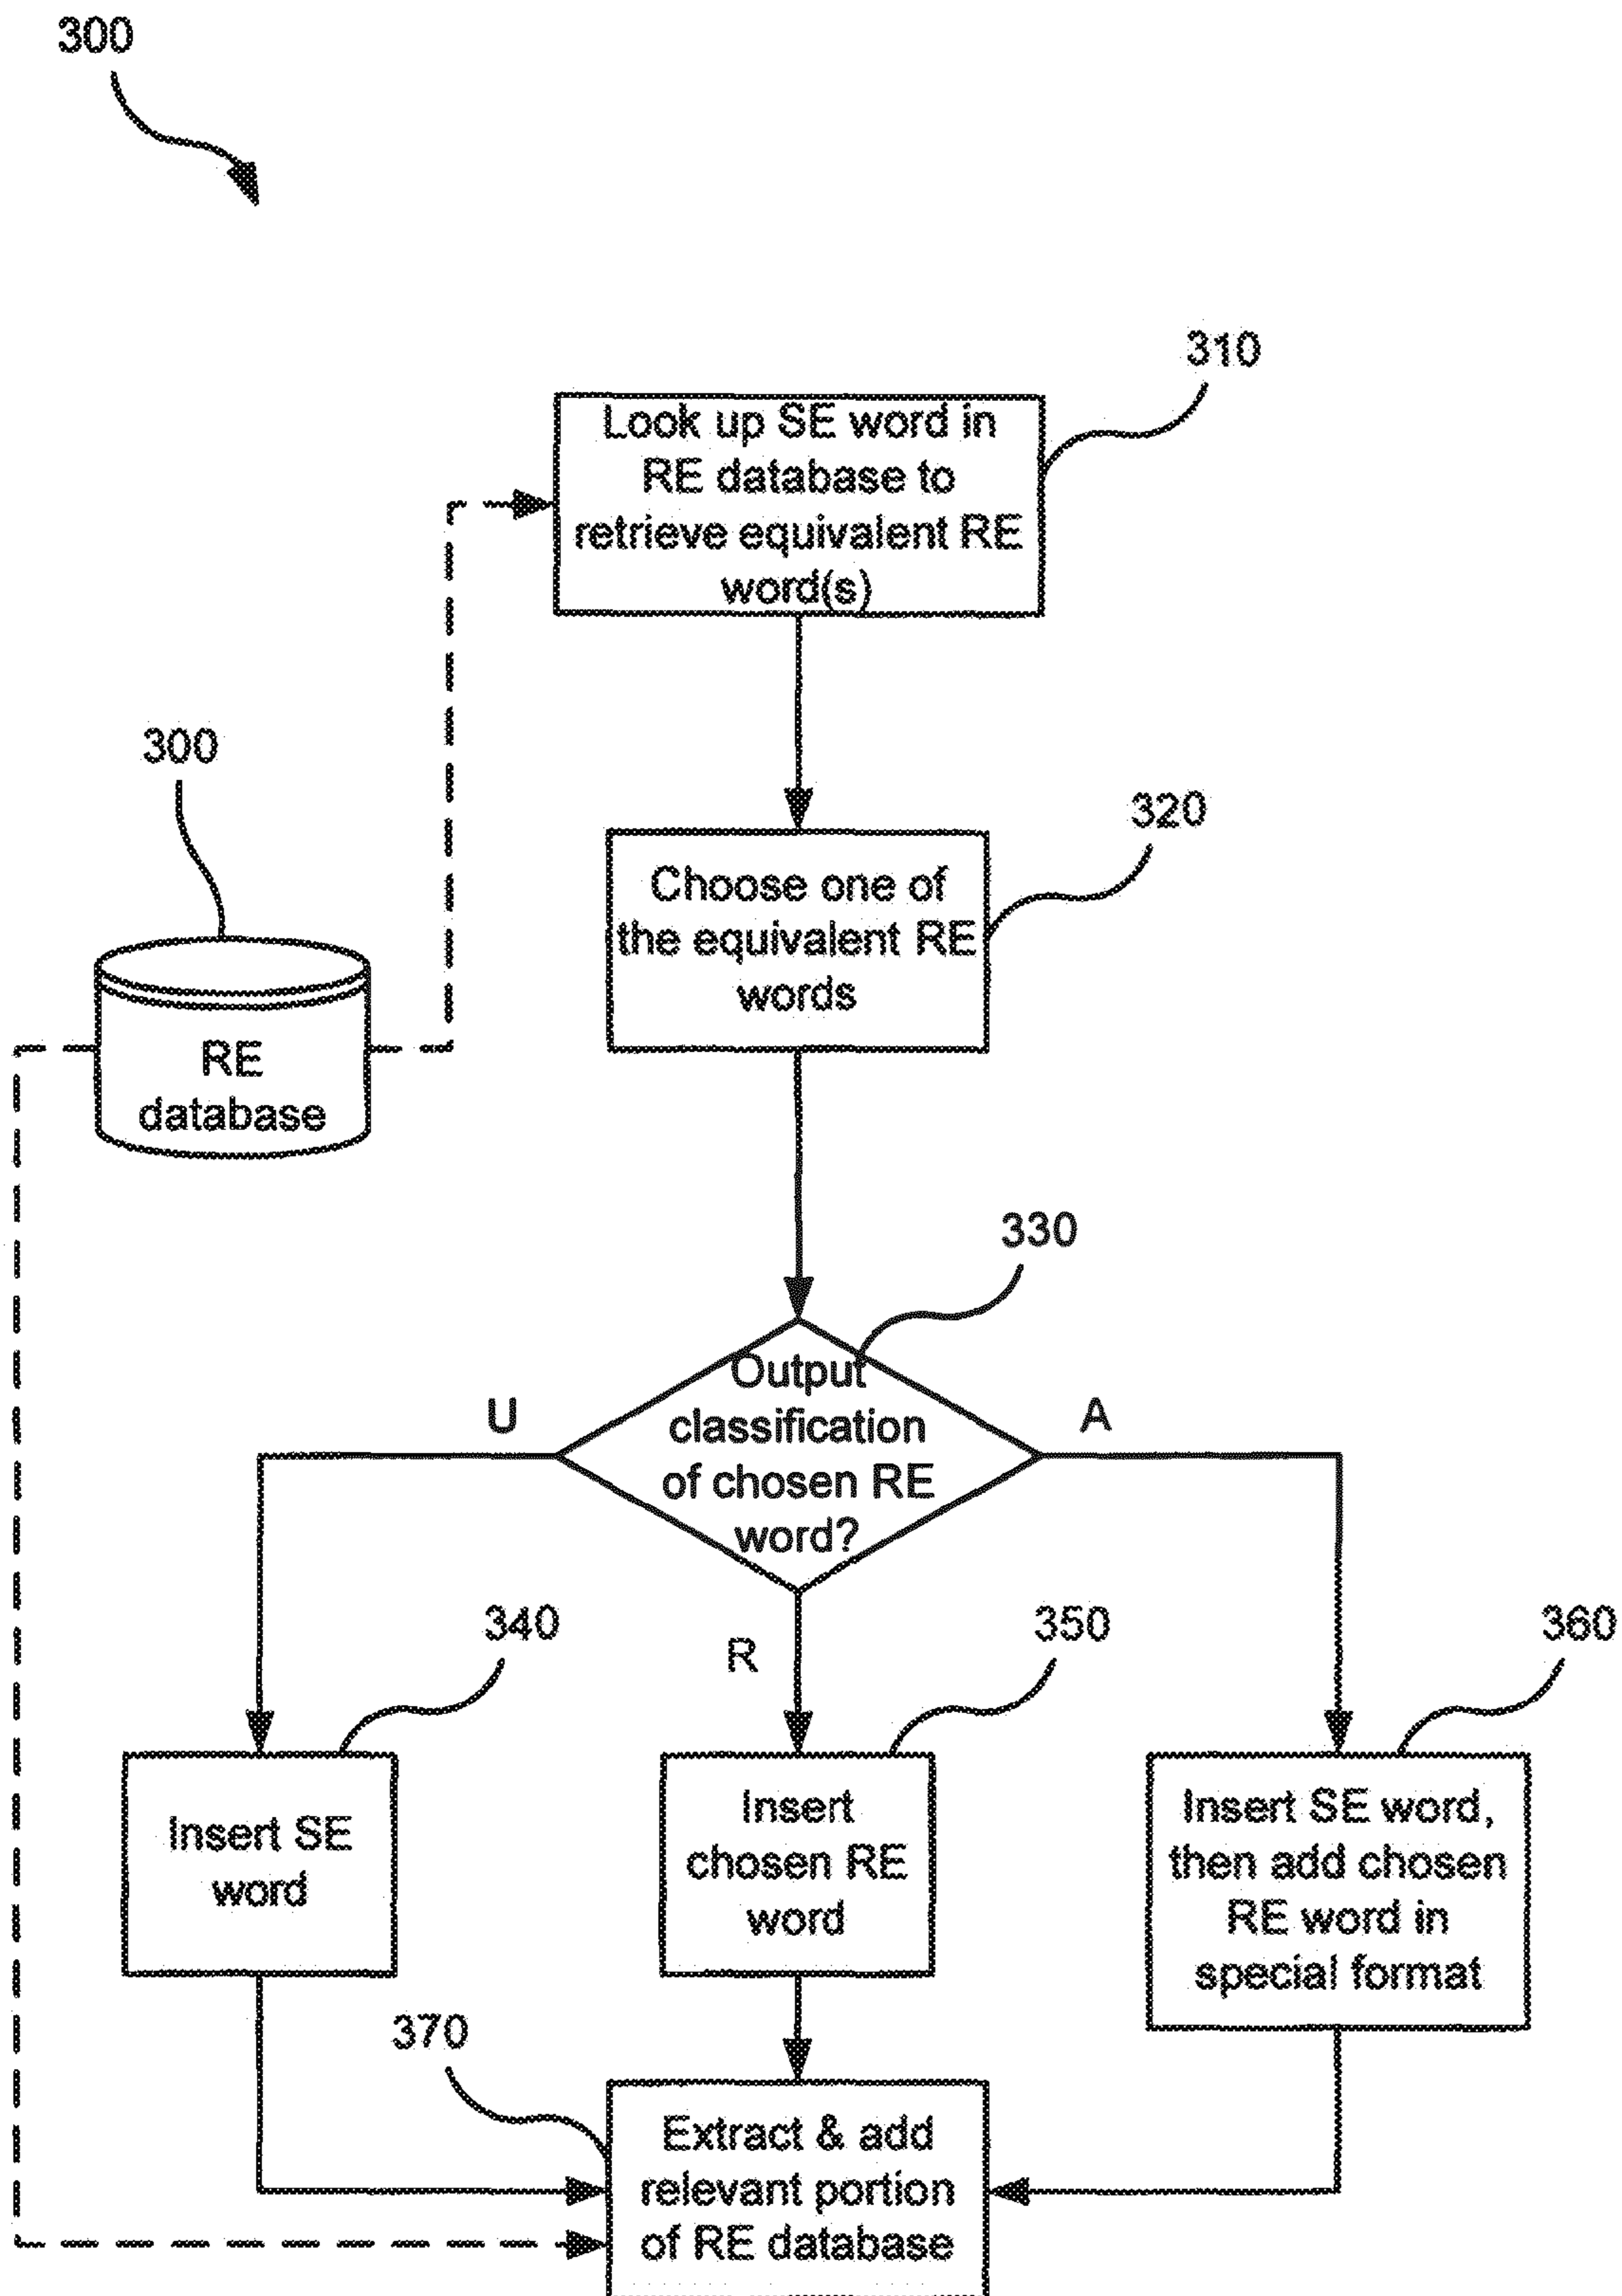 300
310
Look up SE word in
RE database to
retrieve equivalent RE
word(s)
300
320
Choose one of
the equivalent RE
words
RE
database
330
Output
classification
of chosen RE
word?
U
A
R
340
350
360
Insert SE
word
Insert
chosen RE
word
Insert SE word,
then add chosen
RE word in
special format
370
Extract & add
relevant portion
of RE database